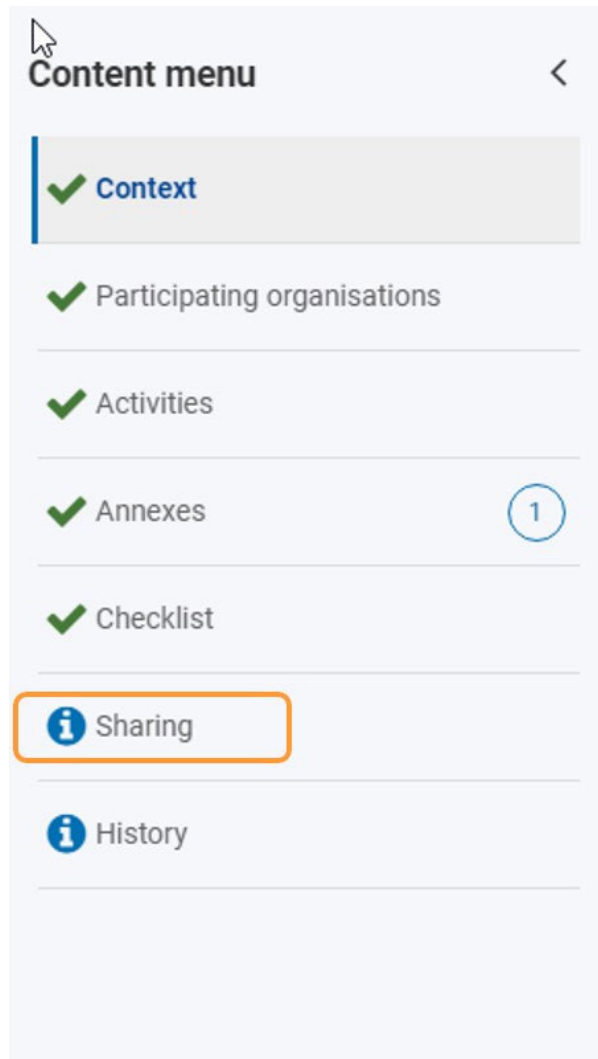 Content menu
Context
Participating organisations
Activities
Annexes
1
Checklist
Sharing
History